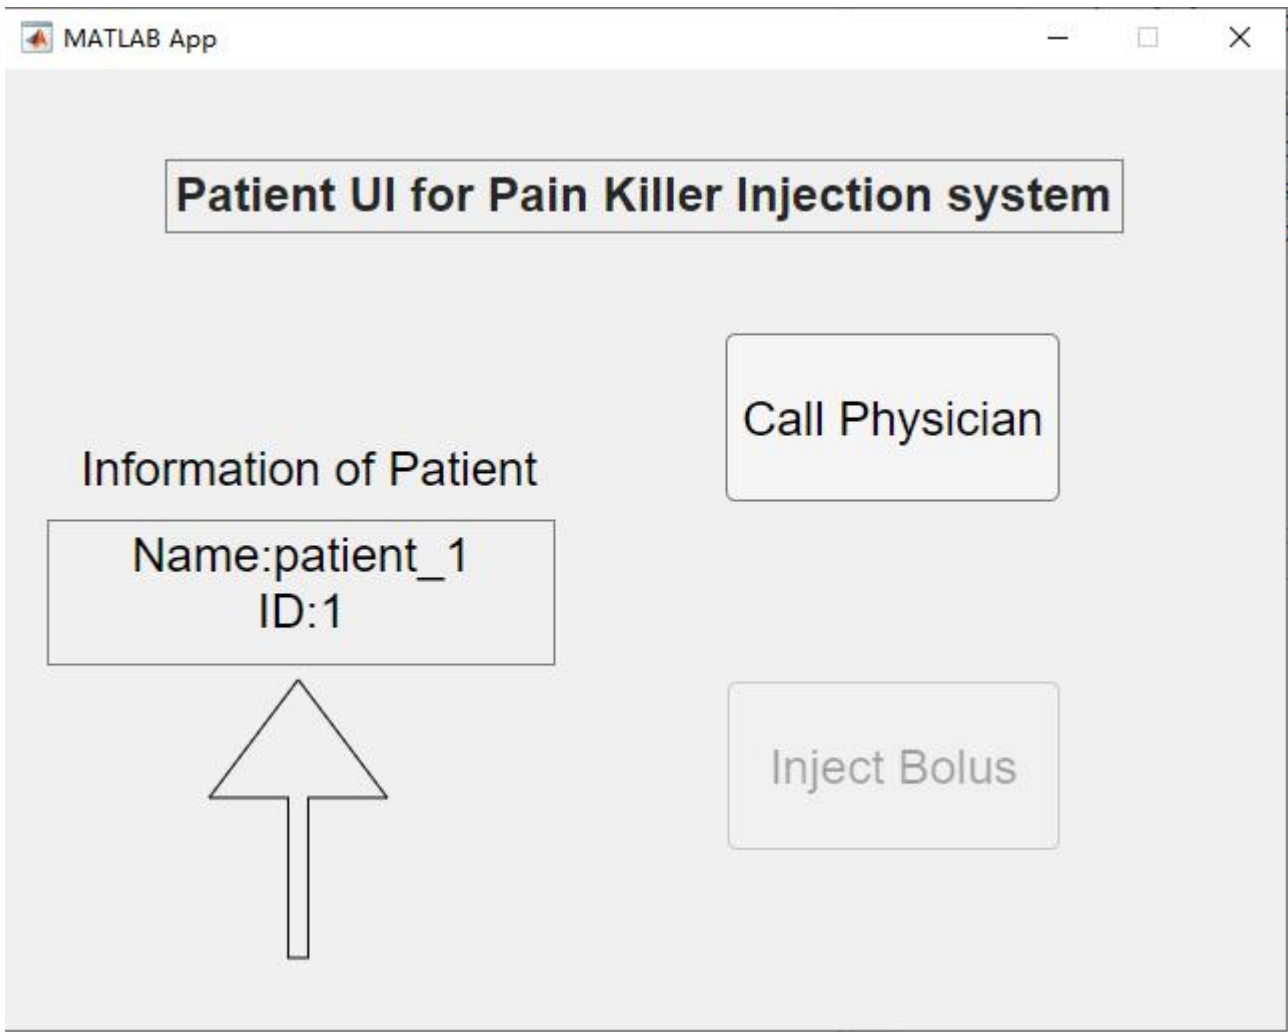 MATLAB App
Patient UI for Pain Killer Injection system
Call Physician
Information of Patient
Name:patient_1
ID:1
Inject Bolus